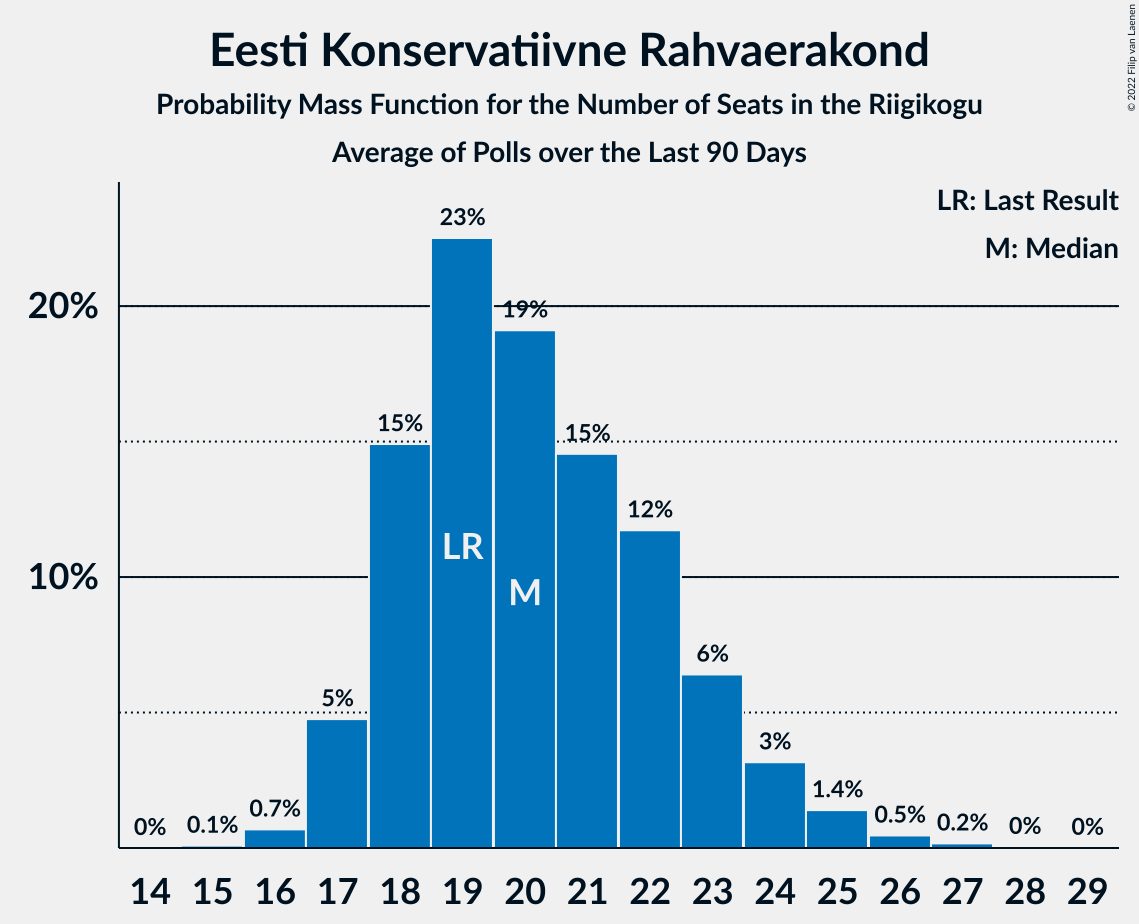 Eesti Konservatiivne Rahvaerakond
Probability Mass Function for the Number of Seats in the Riigikogu
Average of Polls over the Last 90 Days
© 2022 Filip van Laenen
LR: Last Result
M: Median
23%
20%
19%
15%
15%
12%
LR
10%
M
6%
5%
3%
1.4%
0% 0.1% 0.7% 0.5% 0.2% 0% 0%
14 15 16 17 18 19 20 21 22 23 24 25 26 27 28 29